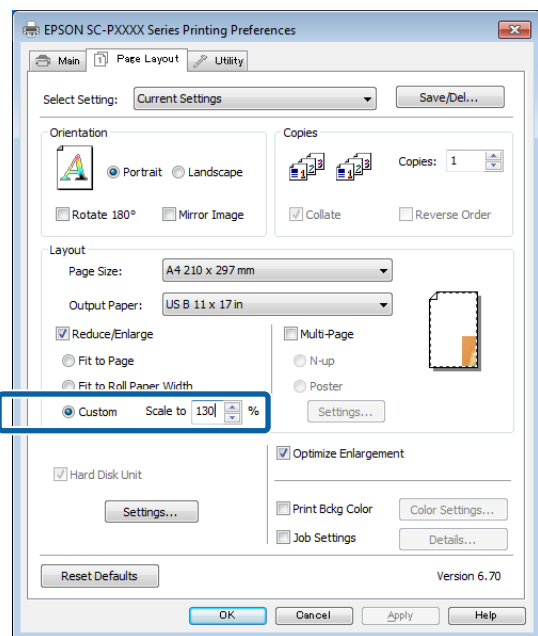 EPSON SC-PXXXX Series Printing Preferences
Main Page Layout Utility
Select Setting: Current Settings Save/Del...
Orientation Copies
Portrait Landscape Copies: 1
Rotate 180° Mirror Image Collate Reverse Order
Layout
Page Size: A4 210 x 297 mm
Output Paper: US B 11 x 17 in
Reduce/Enlarge Multi-Page
Fit to Page N-up
Fit to Roll Paper Width Poster
Custom Scale to 130 % Settings...
Optimize Enlargement
Hard Disk Unit
Settings... Print Bckg Color Color Settings...
Job Settings Details...
Reset Defaults Version 6.70
OK Cancel Apply Help